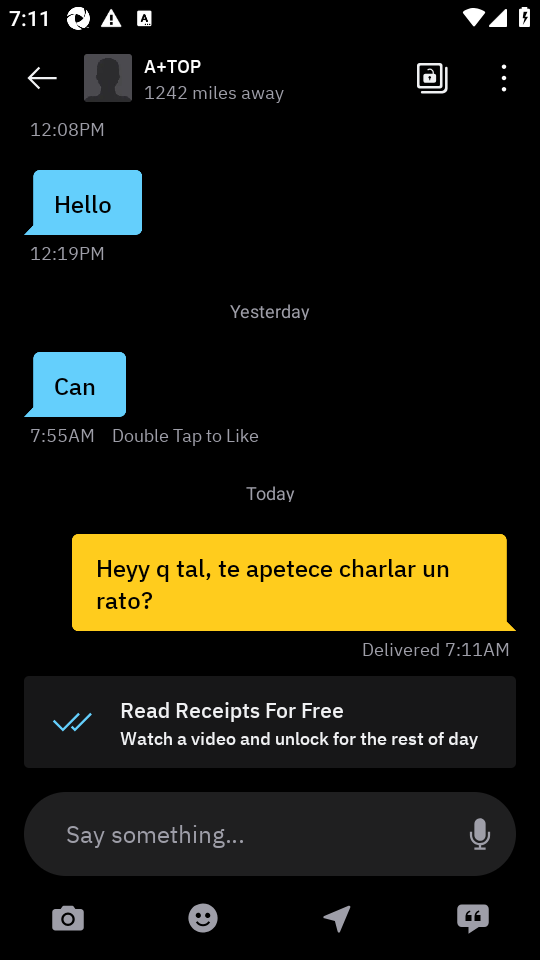 7:11
A+TOP
1242 miles away
12:08PM
Hello
12:19PM
Yesterday
Can
7:55AM Double Tap to Like
Today
Heyy q tal, te apetece charlar un
rato?
Delivered 7:11AM
Read Receipts For Free
Watch a video and unlock for the rest of day
Say something...